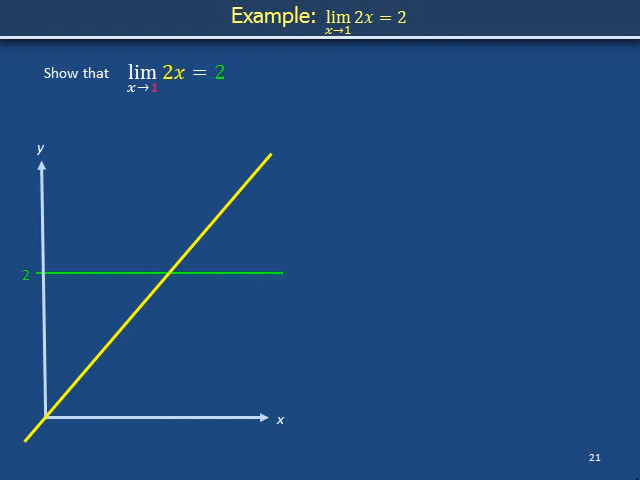 Example: lim 2x = 2
x→1
Show that lim 2x = 2
x→1
y
2
x
21